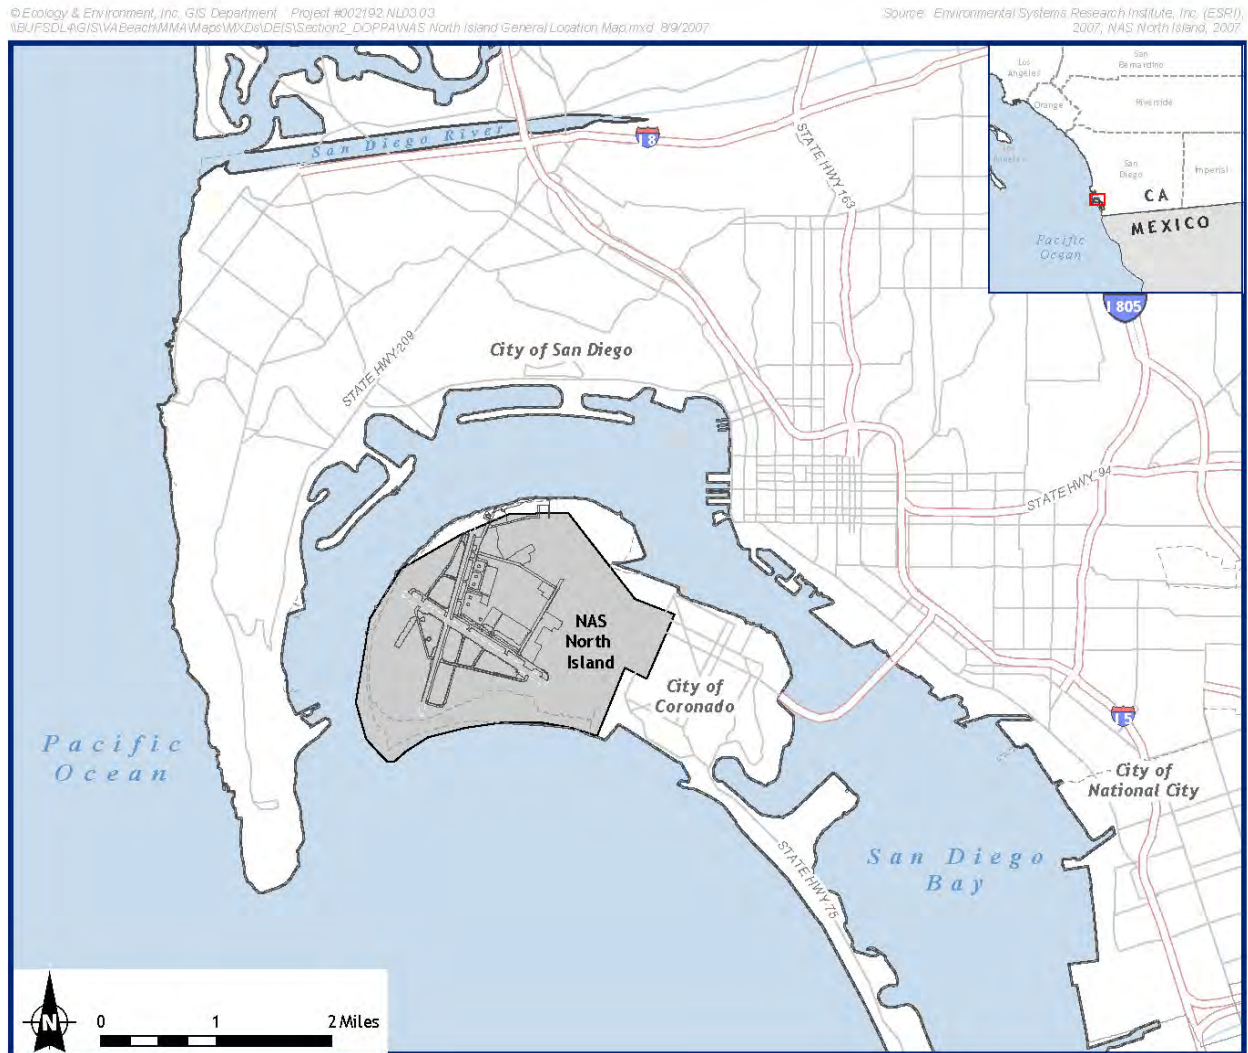 © Ecology & Environment, Inc. GIS Department Project #002192.NL03.03
\\BUFSDL4\GIS\VABeach\MMA\Maps\MXDs\DEIS\Section2_DOPPA\NAS North Island General Location Map.mxd 8/9/2007
Source: Environmental Systems Research Institute, Inc. (ESRI),
2007; NAS North Island, 2007.
Los
Angeles
San
Bernardino
Orange
Riverside
Los
Angeles
San
Diego
Imperial
CA
MEXICO
Pacific
Ocean
San Diego River
I 8
STATE HWY 163
I 805
STATE HWY 209
City of San Diego
STATE HWY 94
NAS
North
Island
City of
Coronado
I 5
Pacific
Ocean
City of
National City
San Diego
Bay
STATE HWY 75
N
0 1 2 Miles